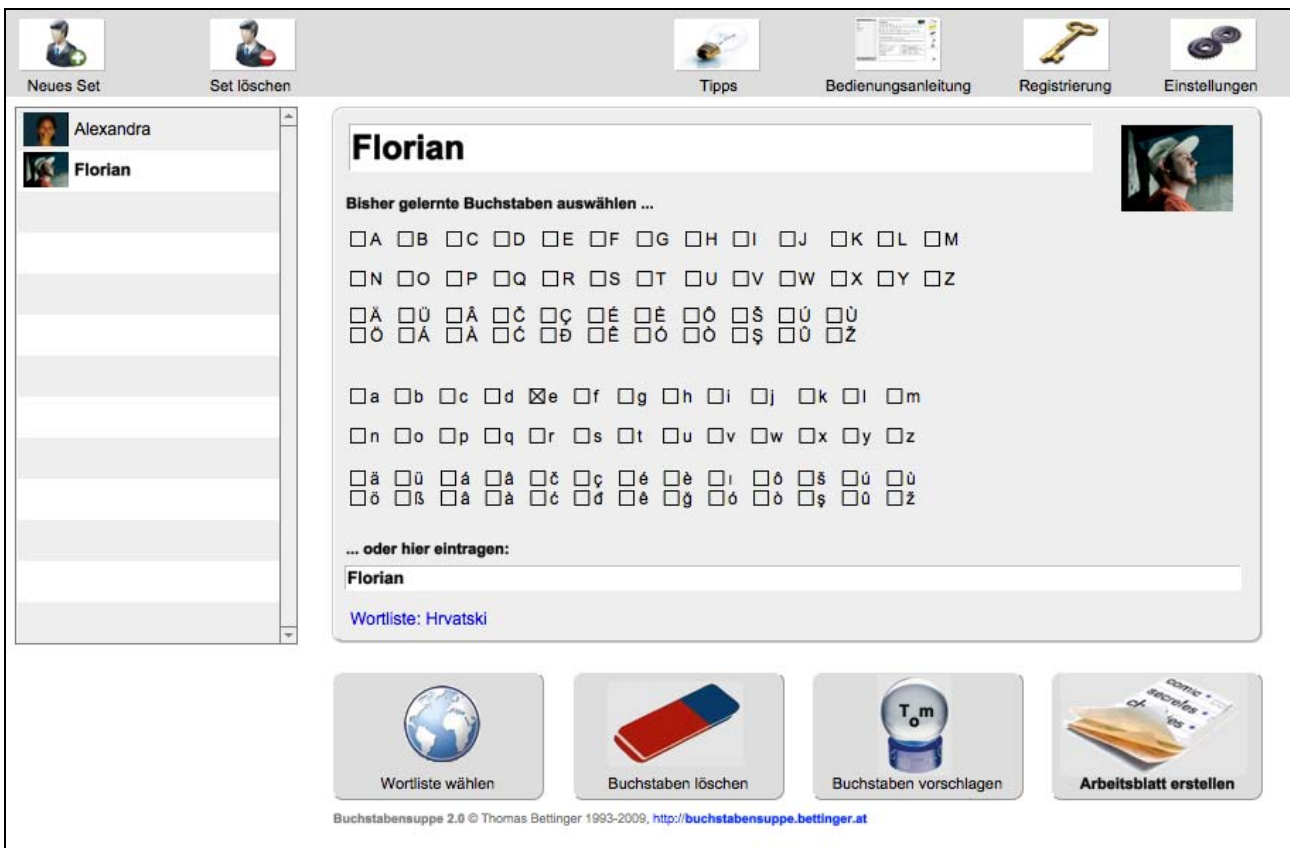 Neues Set Set löschen Tipps Bedienungsanleitung Registrierung Einstellungen
Alexandra
Florian
Florian
Bisher gelernte Buchstaben auswählen ...
A B C D E F G H I J K L M
N O P Q R S T U V W X Y Z
Ä Ü Â Č Ç É È Ô Š Ú Ù
Ö Á À Ć Đ Ê Ó Ò Ş Û Ž
a b c d e f g h i j k l m
n o p q r s t u v w x y z
ä ü á â č ç é è ı ô š ú ù
ö ß â à ć đ ê ğ ó ò ş û ž
... oder hier eintragen:
Florian
Wortliste: Hrvatski
T o m
comic
secretes
Wortliste wählen Buchstaben löschen Buchstaben vorschlagen Arbeitsblatt erstellen
Buchstabensuppe 2.0 © Thomas Bettinger 1993-2009, http://buchstabensuppe.bettinger.at